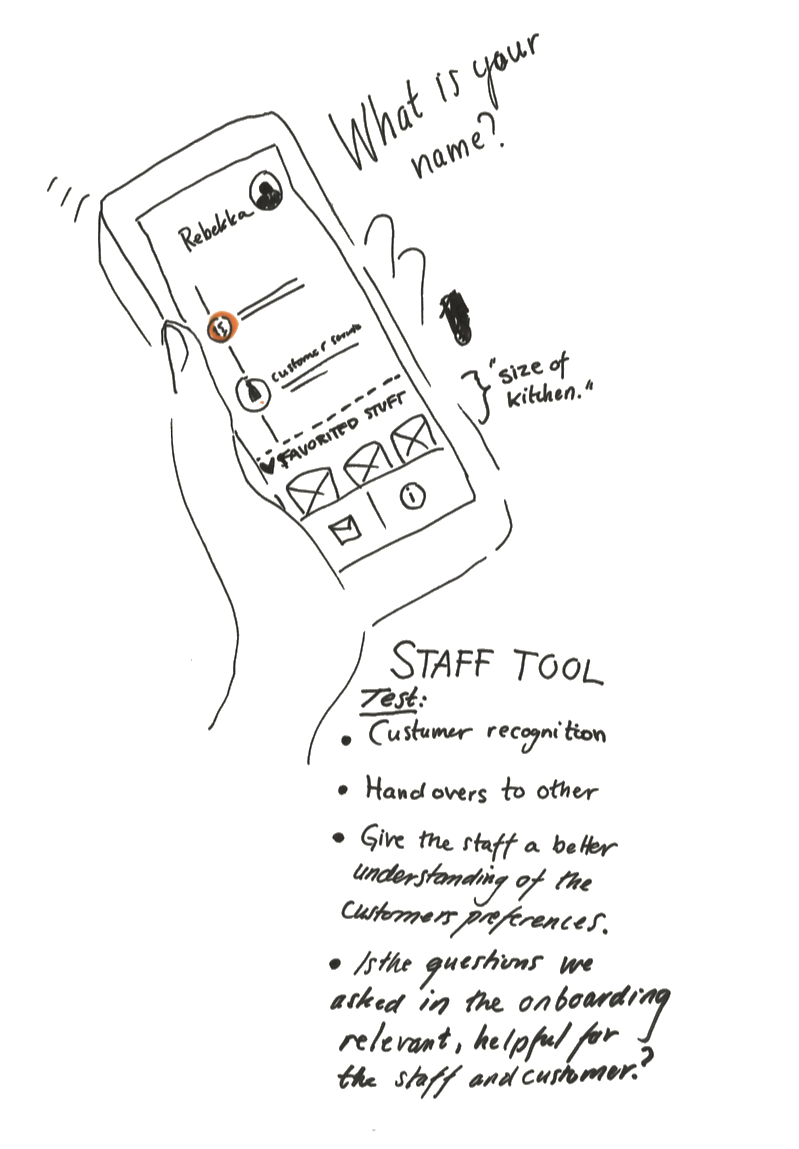 What is your
name?
Rebekka
Customer service
FAVORITED STUFF
i
"size of
kitchen."
STAFF TOOL
Test:
• Custumer recognition
• Handovers to other
• Give the staff a better
understanding of the
customers preferences.
• Is the questions we
asked in the onboarding
relevant, helpful for
the staff and customer.?